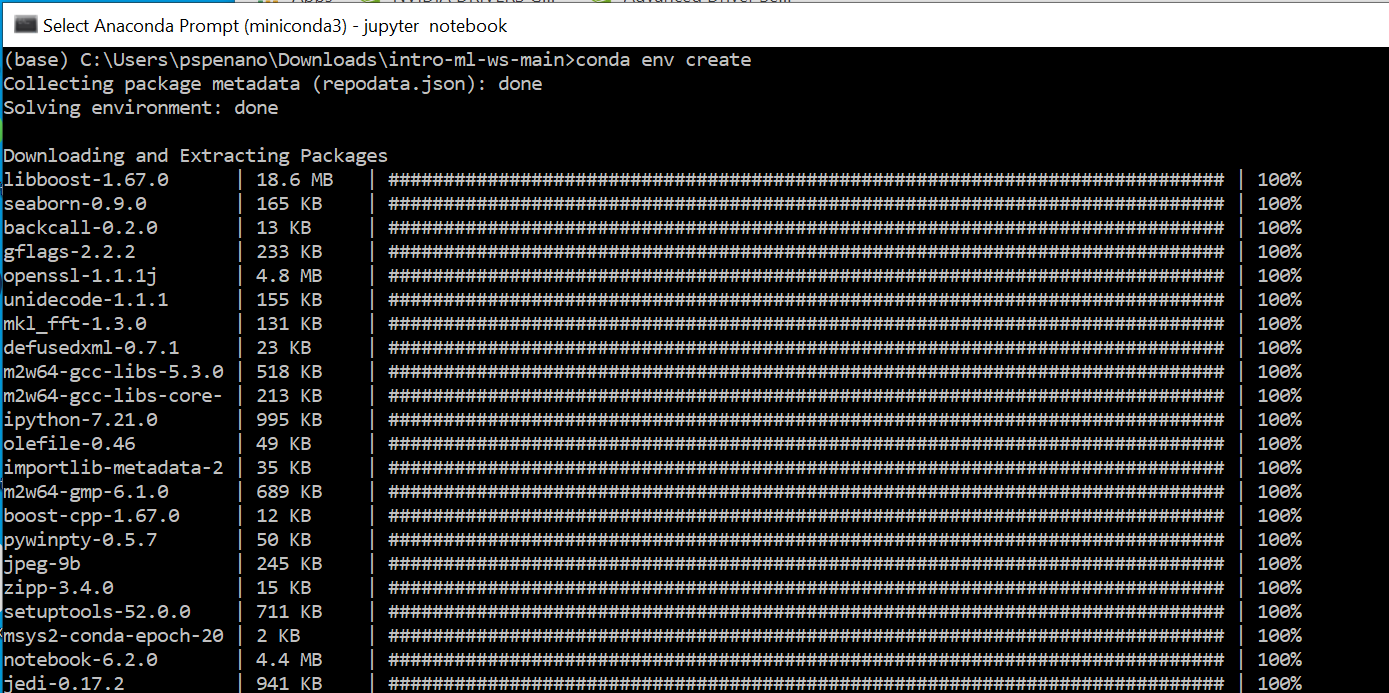 Select Anaconda Prompt (miniconda3) - jupyter notebook
(base) C:\Users\pspenano\Downloads\intro-ml-ws-main>conda env create
Collecting package metadata (repodata.json): done
Solving environment: done
Downloading and Extracting Packages
libboost-1.67.0 | 18.6 MB | ############################################################################ | 100%
seaborn-0.9.0 | 165 KB | ############################################################################ | 100%
backcall-0.2.0 | 13 KB | ############################################################################ | 100%
gflags-2.2.2 | 233 KB | ############################################################################ | 100%
openssl-1.1.1j | 4.8 MB | ############################################################################ | 100%
unidecode-1.1.1 | 155 KB | ############################################################################ | 100%
mkl_fft-1.3.0 | 131 KB | ############################################################################ | 100%
defusedxml-0.7.1 | 23 KB | ############################################################################ | 100%
m2w64-gcc-libs-5.3.0 | 518 KB | ############################################################################ | 100%
m2w64-gcc-libs-core- | 213 KB | ############################################################################ | 100%
ipython-7.21.0 | 995 KB | ############################################################################ | 100%
olefile-0.46 | 49 KB | ############################################################################ | 100%
importlib-metadata-2 | 35 KB | ############################################################################ | 100%
m2w64-gmp-6.1.0 | 689 KB | ############################################################################ | 100%
boost-cpp-1.67.0 | 12 KB | ############################################################################ | 100%
pywinpty-0.5.7 | 50 KB | ############################################################################ | 100%
jpeg-9b | 245 KB | ############################################################################ | 100%
zipp-3.4.0 | 15 KB | ############################################################################ | 100%
setuptools-52.0.0 | 711 KB | ############################################################################ | 100%
msys2-conda-epoch-20 | 2 KB | ############################################################################ | 100%
notebook-6.2.0 | 4.4 MB | ############################################################################ | 100%
jedi-0.17.2 | 941 KB | ############################################################################ | 100%